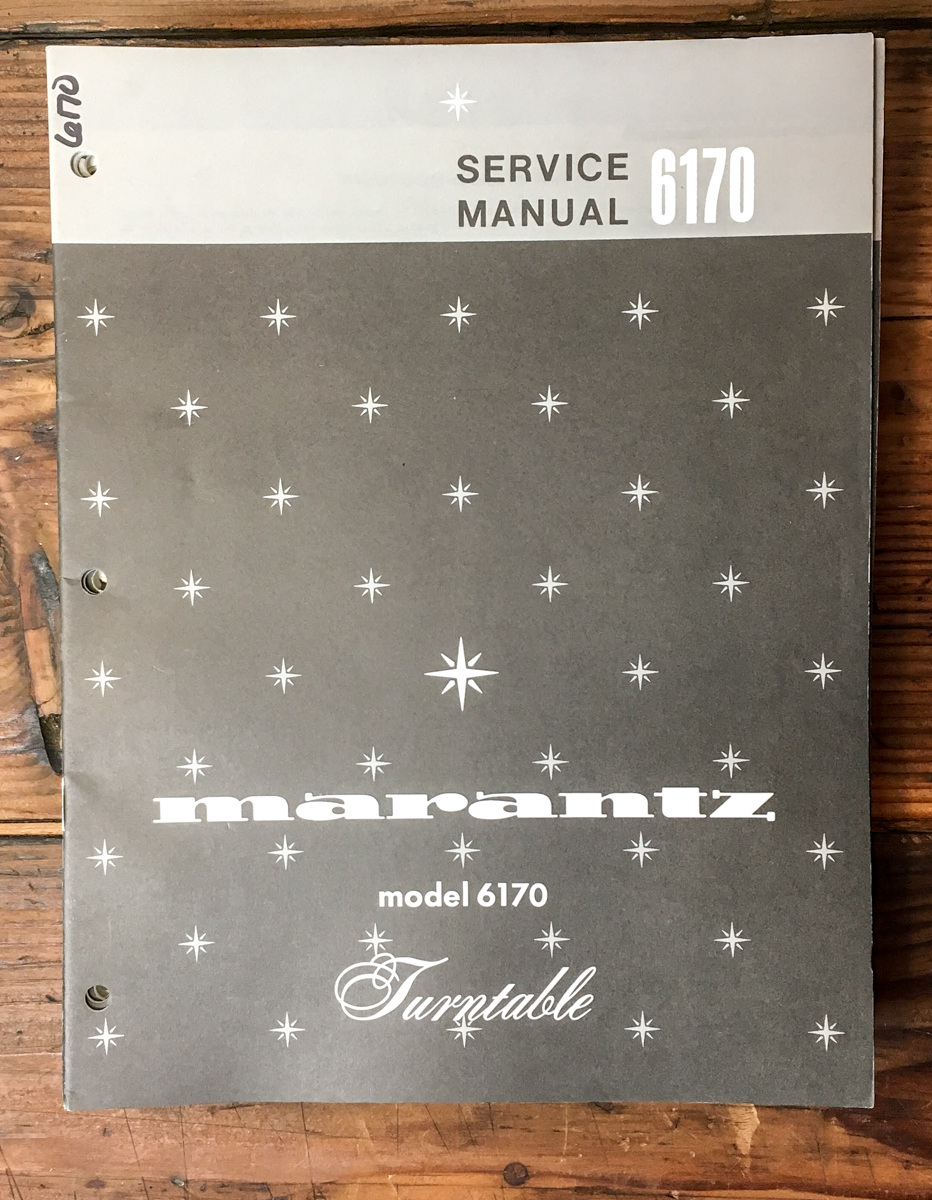 6170
SERVICE
MANUAL 6170
marantz
model 6170
Turntable